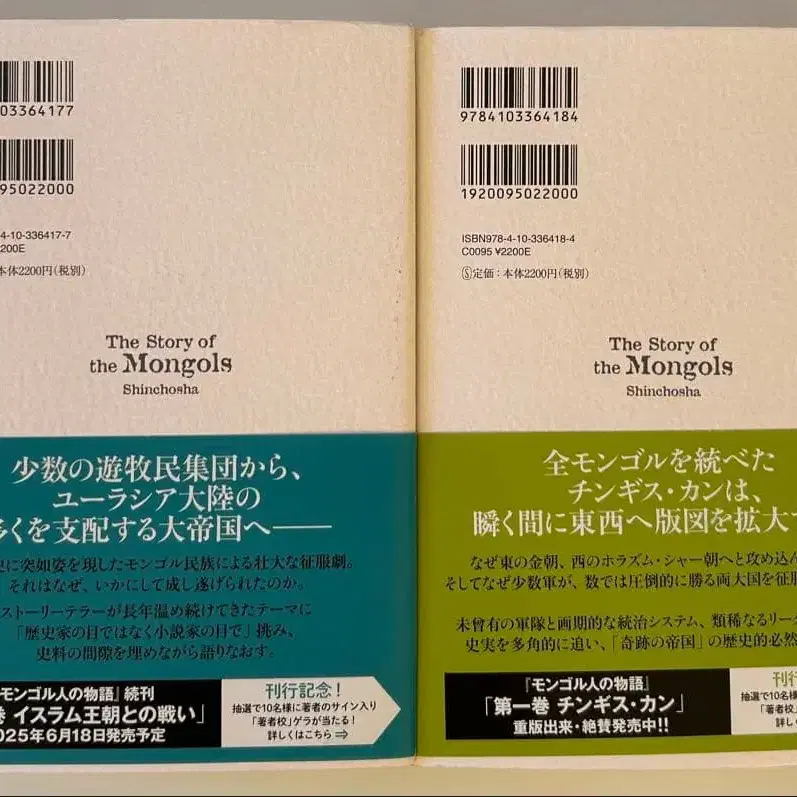 03364177
95022000
4-10-336417-7
200E
本体2200円(税別)
The Story of
the Mongols
Shinchosha
少数の遊牧民集団から、
ユーラシア大陸の
くを支配する大帝国へ――
史に突如姿を現したモンゴル民族による壮大な征服劇。
それはなぜ、いかにして成し遂げられたのか。
ストーリーテラーが長年温め続けてきたテーマに
「歴史家の目ではなく小説家の目で」挑み、
史料の間隙を埋めながら語りなおす。
モンゴル人の物語』続刊
巻 イスラム王朝との戦い」
025年6月18日発売予定
刊行記念!
抽選で10名様に著者のサイン入り
「著者校」ゲラが当たる!
詳しくはこちら⇒
9784103364184
1920095022000
ISBN978-4-10-336418-4
C0095 ¥2200E
Ⓢ定価:本体2200円(税別)
The Story of
the Mongols
Shinchosha
全モンゴルを統べた
チンギス・カンは、
瞬く間に東西へ版図を拡大
なぜ東の金朝、西のホラズム・シャー朝へと攻め込ん
そしてなぜ少数軍が、数では圧倒的に勝る両大国を征
未曾有の軍隊と画期的な統治システム、類稀なるリー
史実を多角的に追い、「奇跡の帝国」の歴史的必然
『モンゴル人の物語』
「第一巻 チンギス・カン」
重版出来・絶賛発売中!!
刊行
抽選で10名様
「著者校」
詳しく